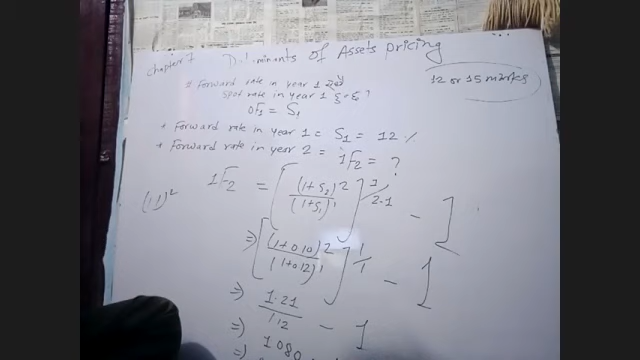 Chapter 7 Diterminants of Assets pricing
12 or 15 marks
# Forward rate in year 1
spot rate in year 1 ?
0F1 = S1
+ Forward rate in year 1 = S1 = 12 %
+ Forward rate in year 2 = 1F2 = ?
(1.1)²
1F2 = [(1+S2)² / (1+S1)¹]^1/2-1 - 1
⇒ [(1+0.10)² / (1+0.12)¹]^1/1 - 1
⇒ 1.21 / 1.12 - 1
⇒ 1.080